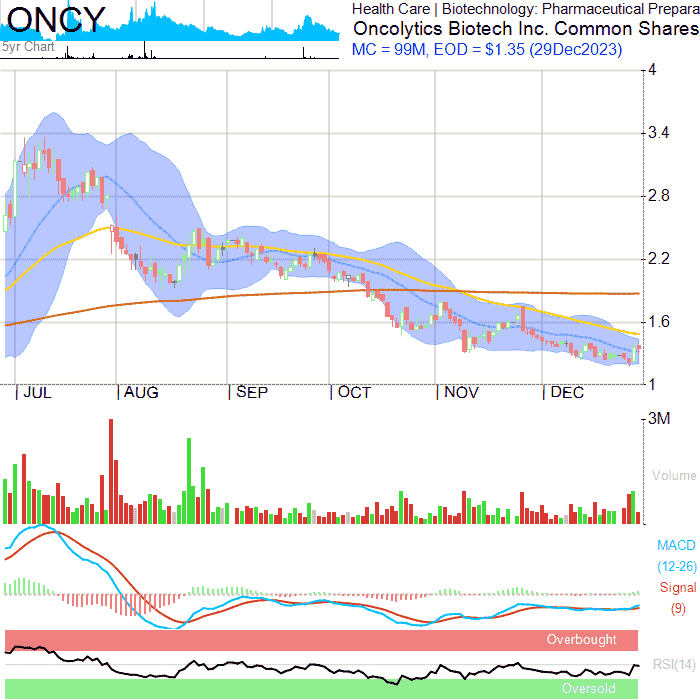 ONCY
5yr Chart
Health Care | Biotechnology: Pharmaceutical Prepara
Oncolytics Biotech Inc. Common Shares
MC = 99M, EOD = $1.35 (29Dec2023)
4
3.4
2.8
2.2
1.6
1
| JUL | AUG | SEP | OCT | NOV | DEC
3M
Volume
MACD
(12-26)
Signal
(9)
Overbought
RSI(14)
Oversold